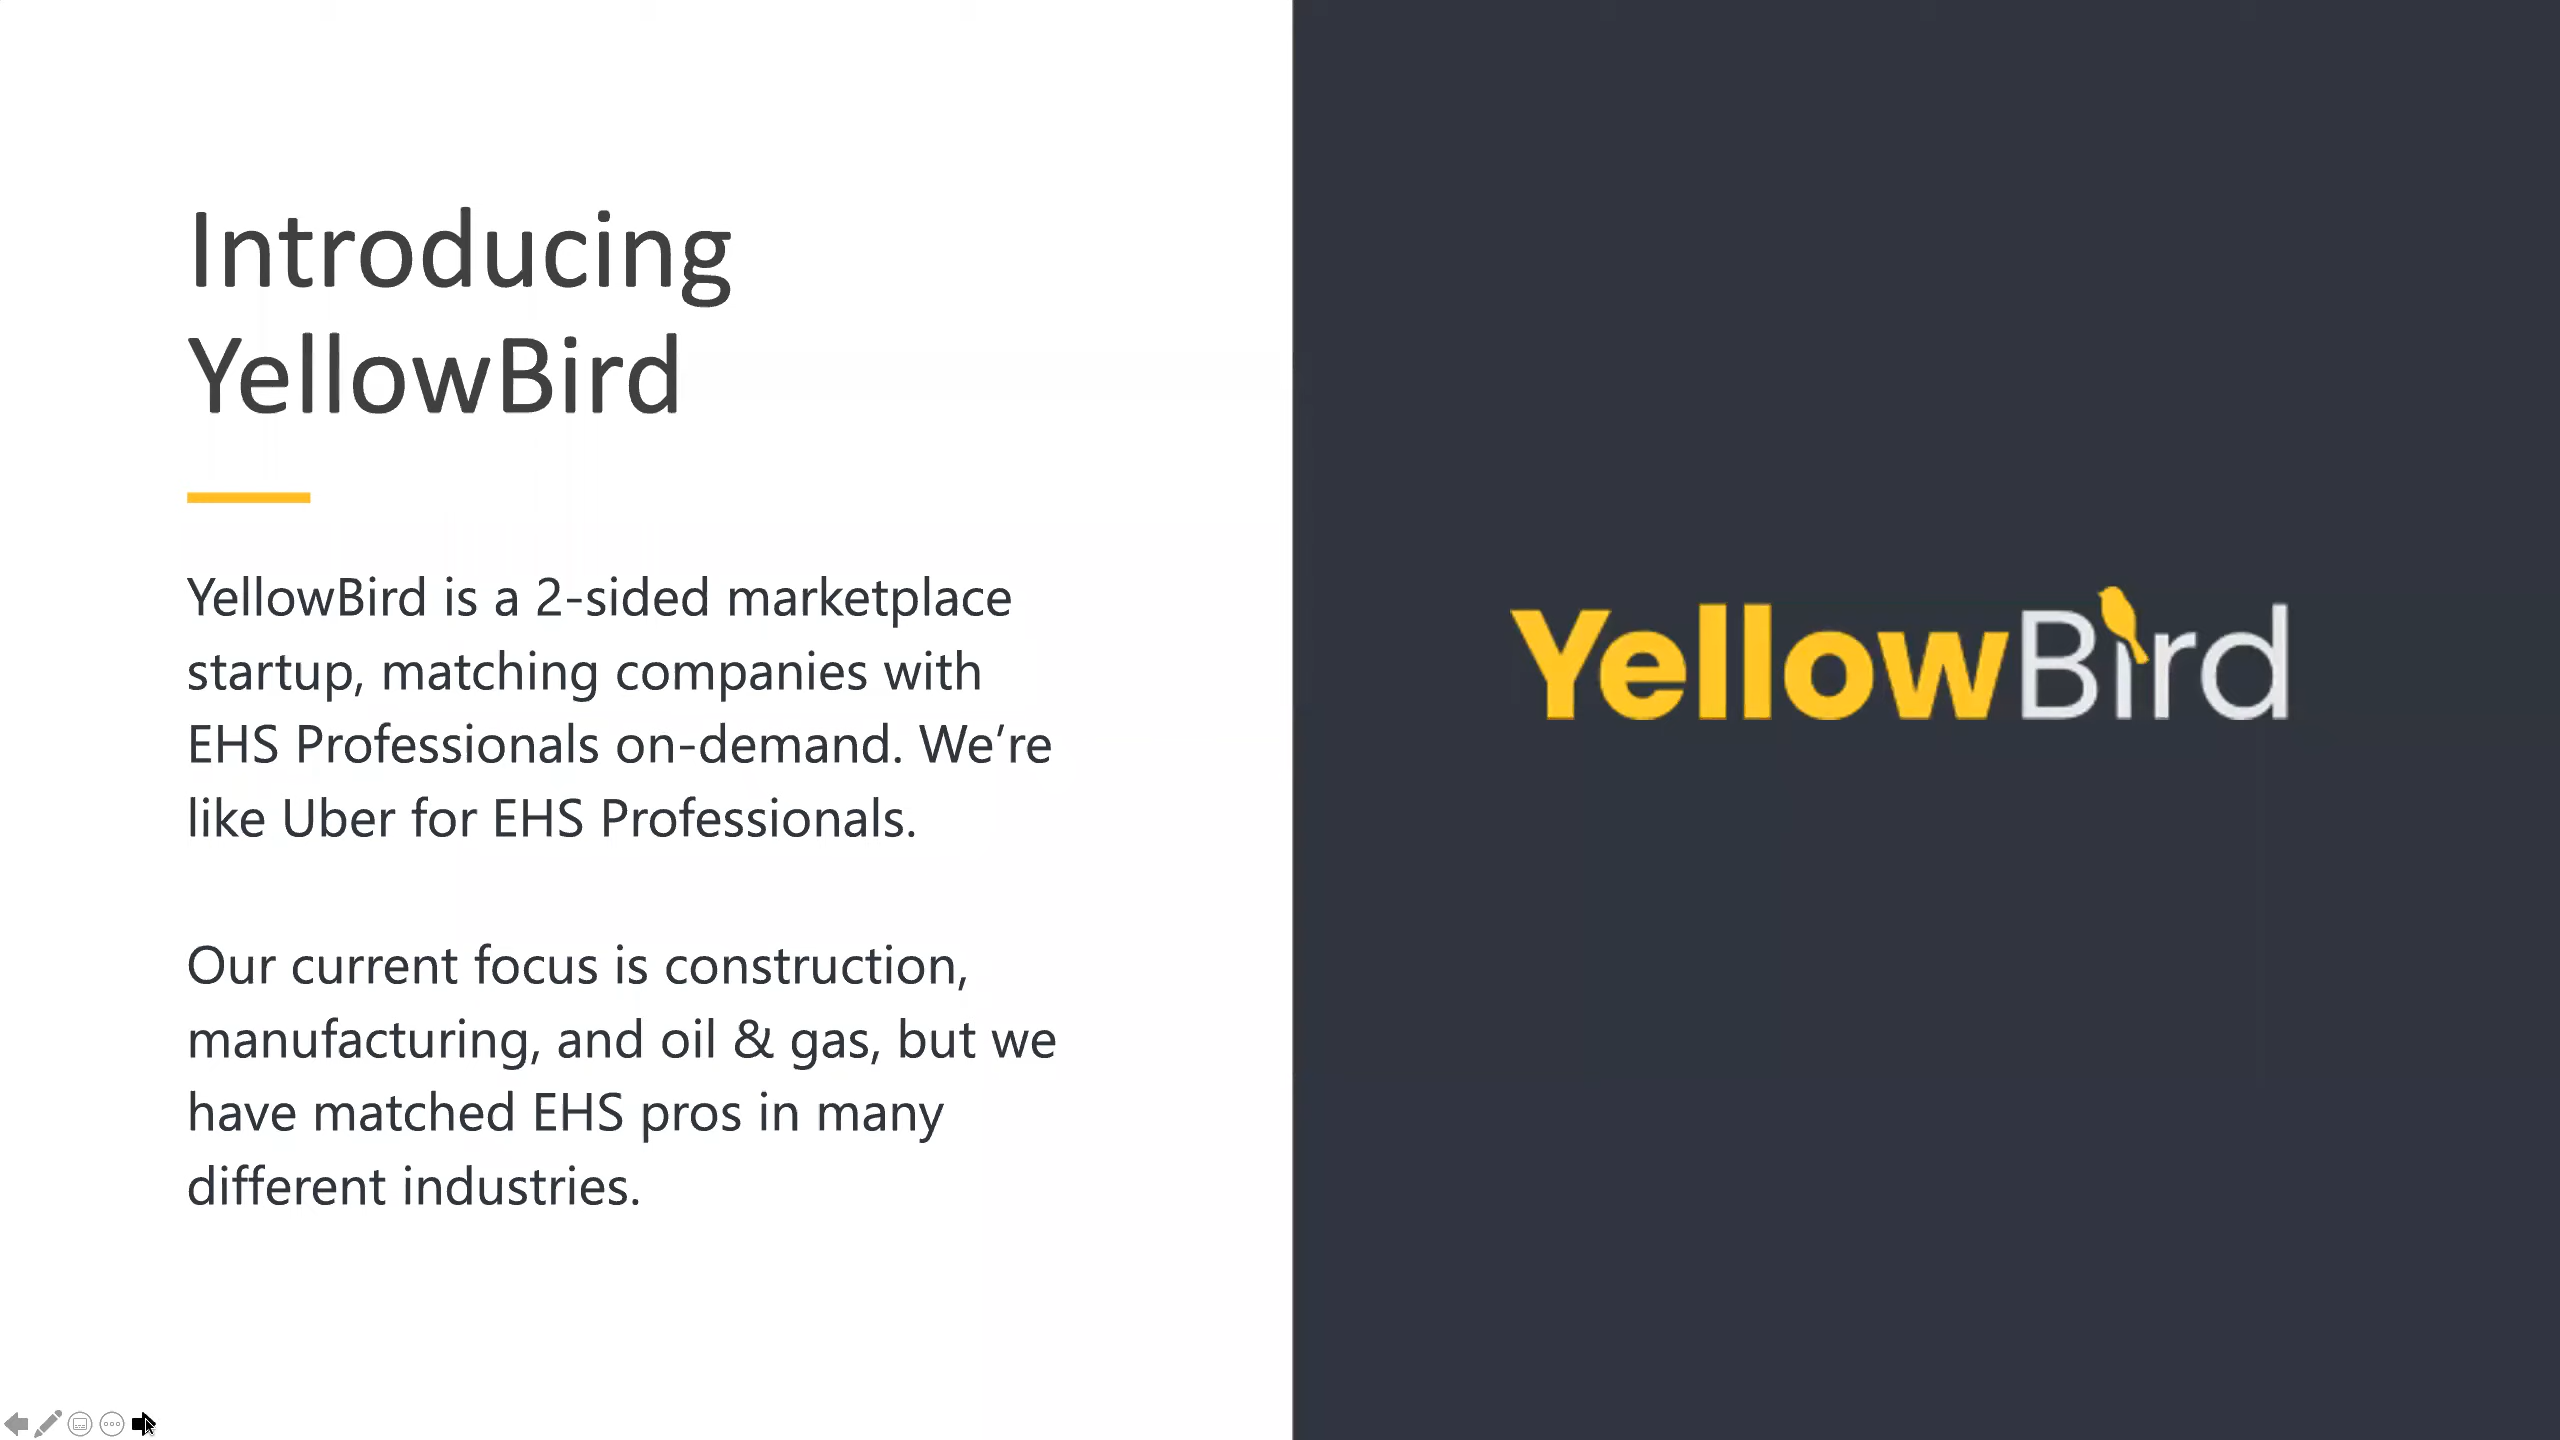 Introducing
YellowBird
YellowBird is a 2-sided marketplace
startup, matching companies with
EHS Professionals on-demand. We’re
like Uber for EHS Professionals.
Our current focus is construction,
manufacturing, and oil & gas, but we
have matched EHS pros in many
different industries.
YellowBird